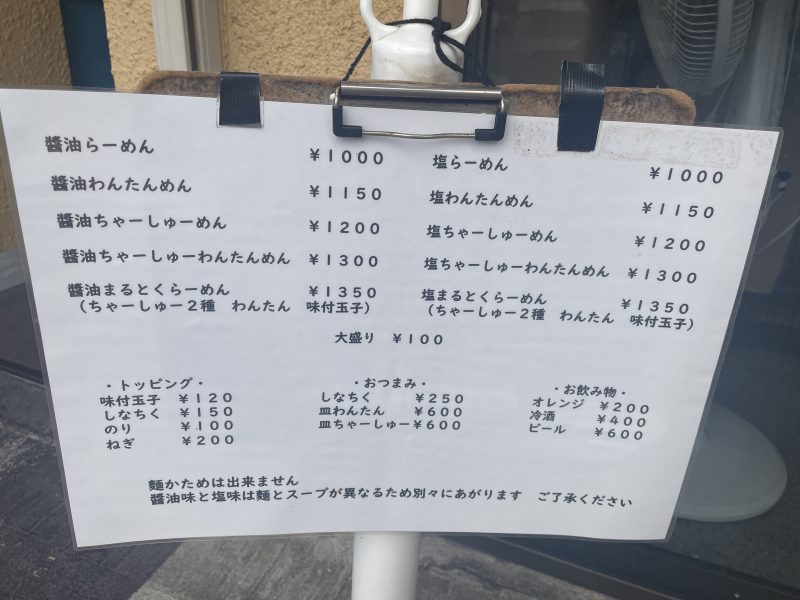 醬油らーめん ¥1000
醬油わんたんめん ¥1150
醬油ちゃーしゅーめん ¥1200
醬油ちゃーしゅーわんたんめん ¥1300
醬油まるとくらーめん ¥1350
（ちゃーしゅー2種 わんたん 味付玉子）
塩らーめん ¥1000
塩わんたんめん ¥1150
塩ちゃーしゅーめん ¥1200
塩ちゃーしゅーわんたんめん ¥1300
塩まるとくらーめん ¥1350
（ちゃーしゅー2種 わんたん 味付玉子）
大盛り ¥100
・トッピング・
味付玉子 ¥120
しなちく ¥150
のり ¥100
ねぎ ¥200
・おつまみ・
しなちく ¥250
皿わんたん ¥600
皿ちゃーしゅー¥600
・お飲み物・
オレンジ ¥200
冷酒 ¥400
ビール ¥600
麺かためは出来ません
醬油味と塩味は麺とスープが異なるため別々にあがります ご了承ください